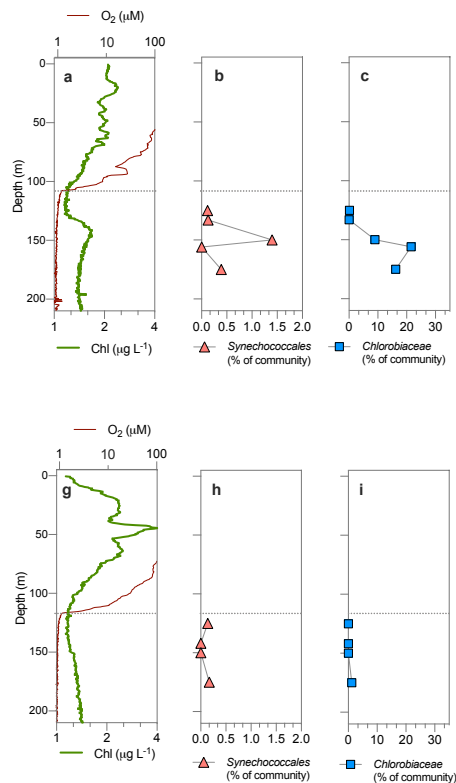 O₂ (μM)
1 10 100
0
50
100
150
200
Depth (m)
a
b
c
1 2 4
0.0 0.5 1.0 1.5 2.0
0 10 20 30
Chl (μg L⁻¹)
Synechococcales
(% of community)
Chlorobiaceae
(% of community)
O₂ (μM)
1 10 100
0
50
100
150
200
Depth (m)
g
h
i
1 2 4
0.0 0.5 1.0 1.5 2.0
0 10 20 30
Chl (μg L⁻¹)
Synechococcales
(% of community)
Chlorobiaceae
(% of community)